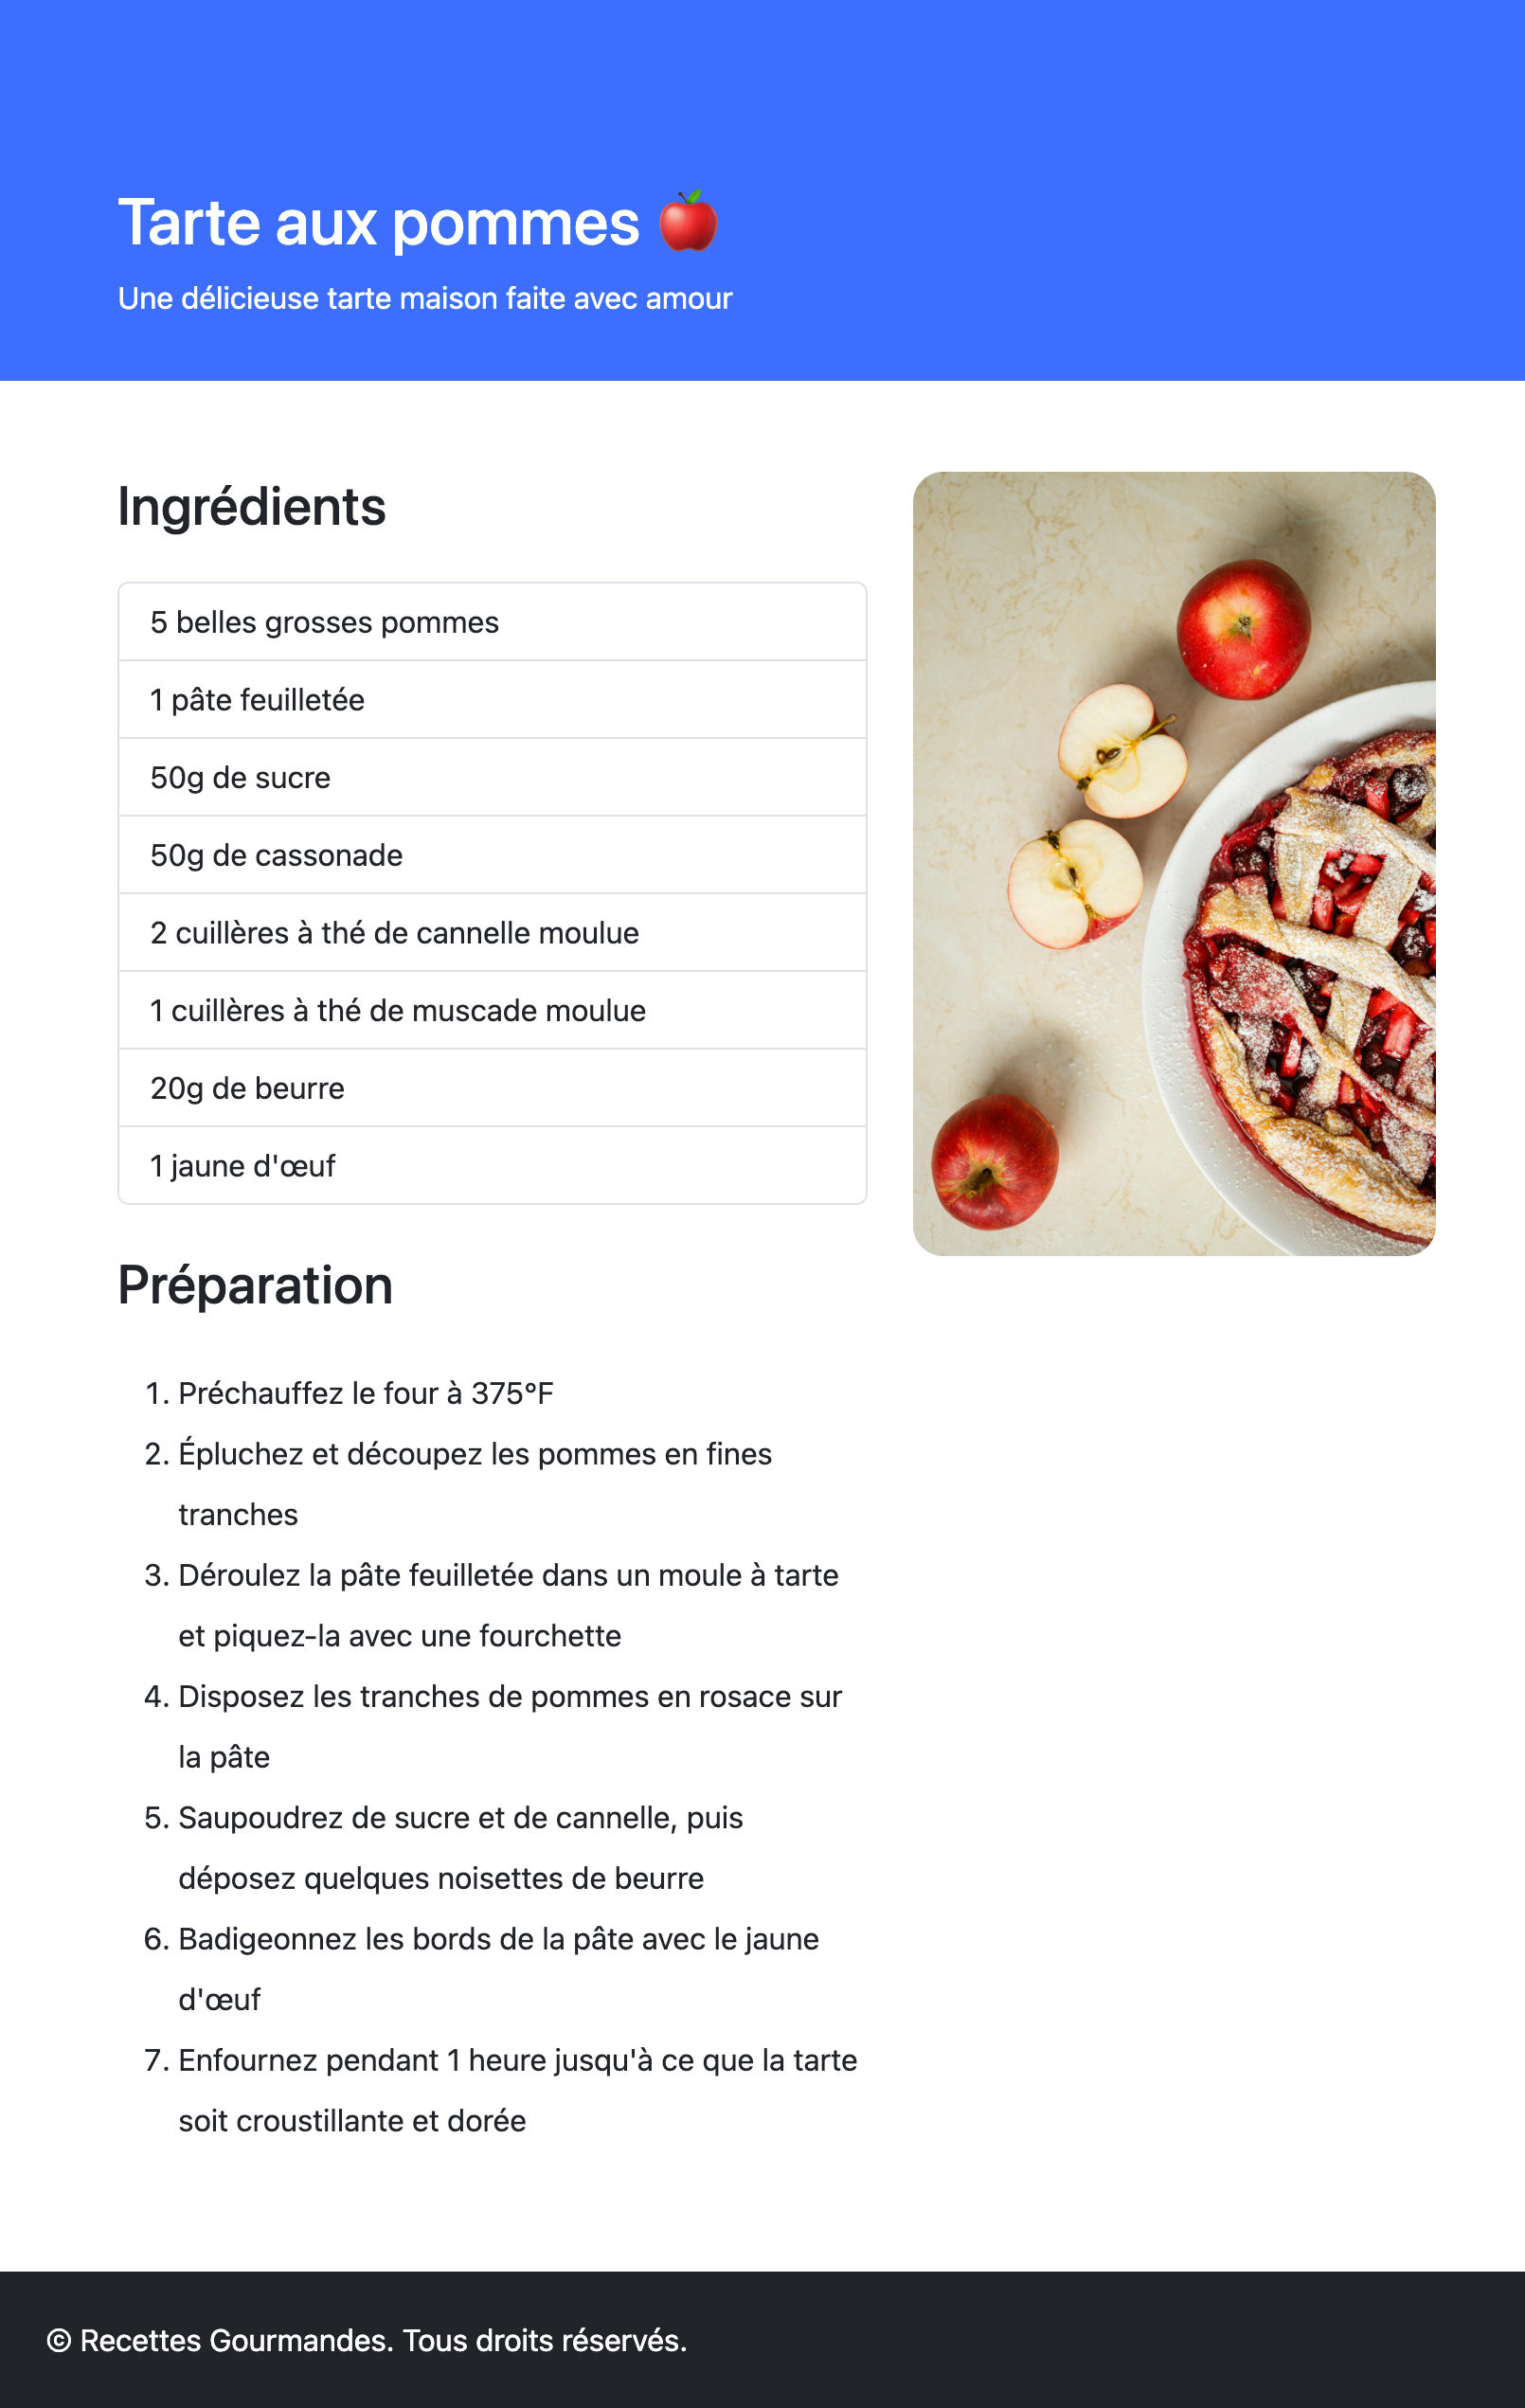 Tarte aux pommes 🍎
Une délicieuse tarte maison faite avec amour
Ingrédients
5 belles grosses pommes
1 pâte feuilletée
50g de sucre
50g de cassonade
2 cuillères à thé de cannelle moulue
1 cuillères à thé de muscade moulue
20g de beurre
1 jaune d'œuf
Préparation
1. Préchauffez le four à 375°F
2. Épluchez et découpez les pommes en fines
tranches
3. Déroulez la pâte feuilletée dans un moule à tarte
et piquez-la avec une fourchette
4. Disposez les tranches de pommes en rosace sur
la pâte
5. Saupoudrez de sucre et de cannelle, puis
déposez quelques noisettes de beurre
6. Badigeonnez les bords de la pâte avec le jaune
d'œuf
7. Enfournez pendant 1 heure jusqu'à ce que la tarte
soit croustillante et dorée
© Recettes Gourmandes. Tous droits réservés.